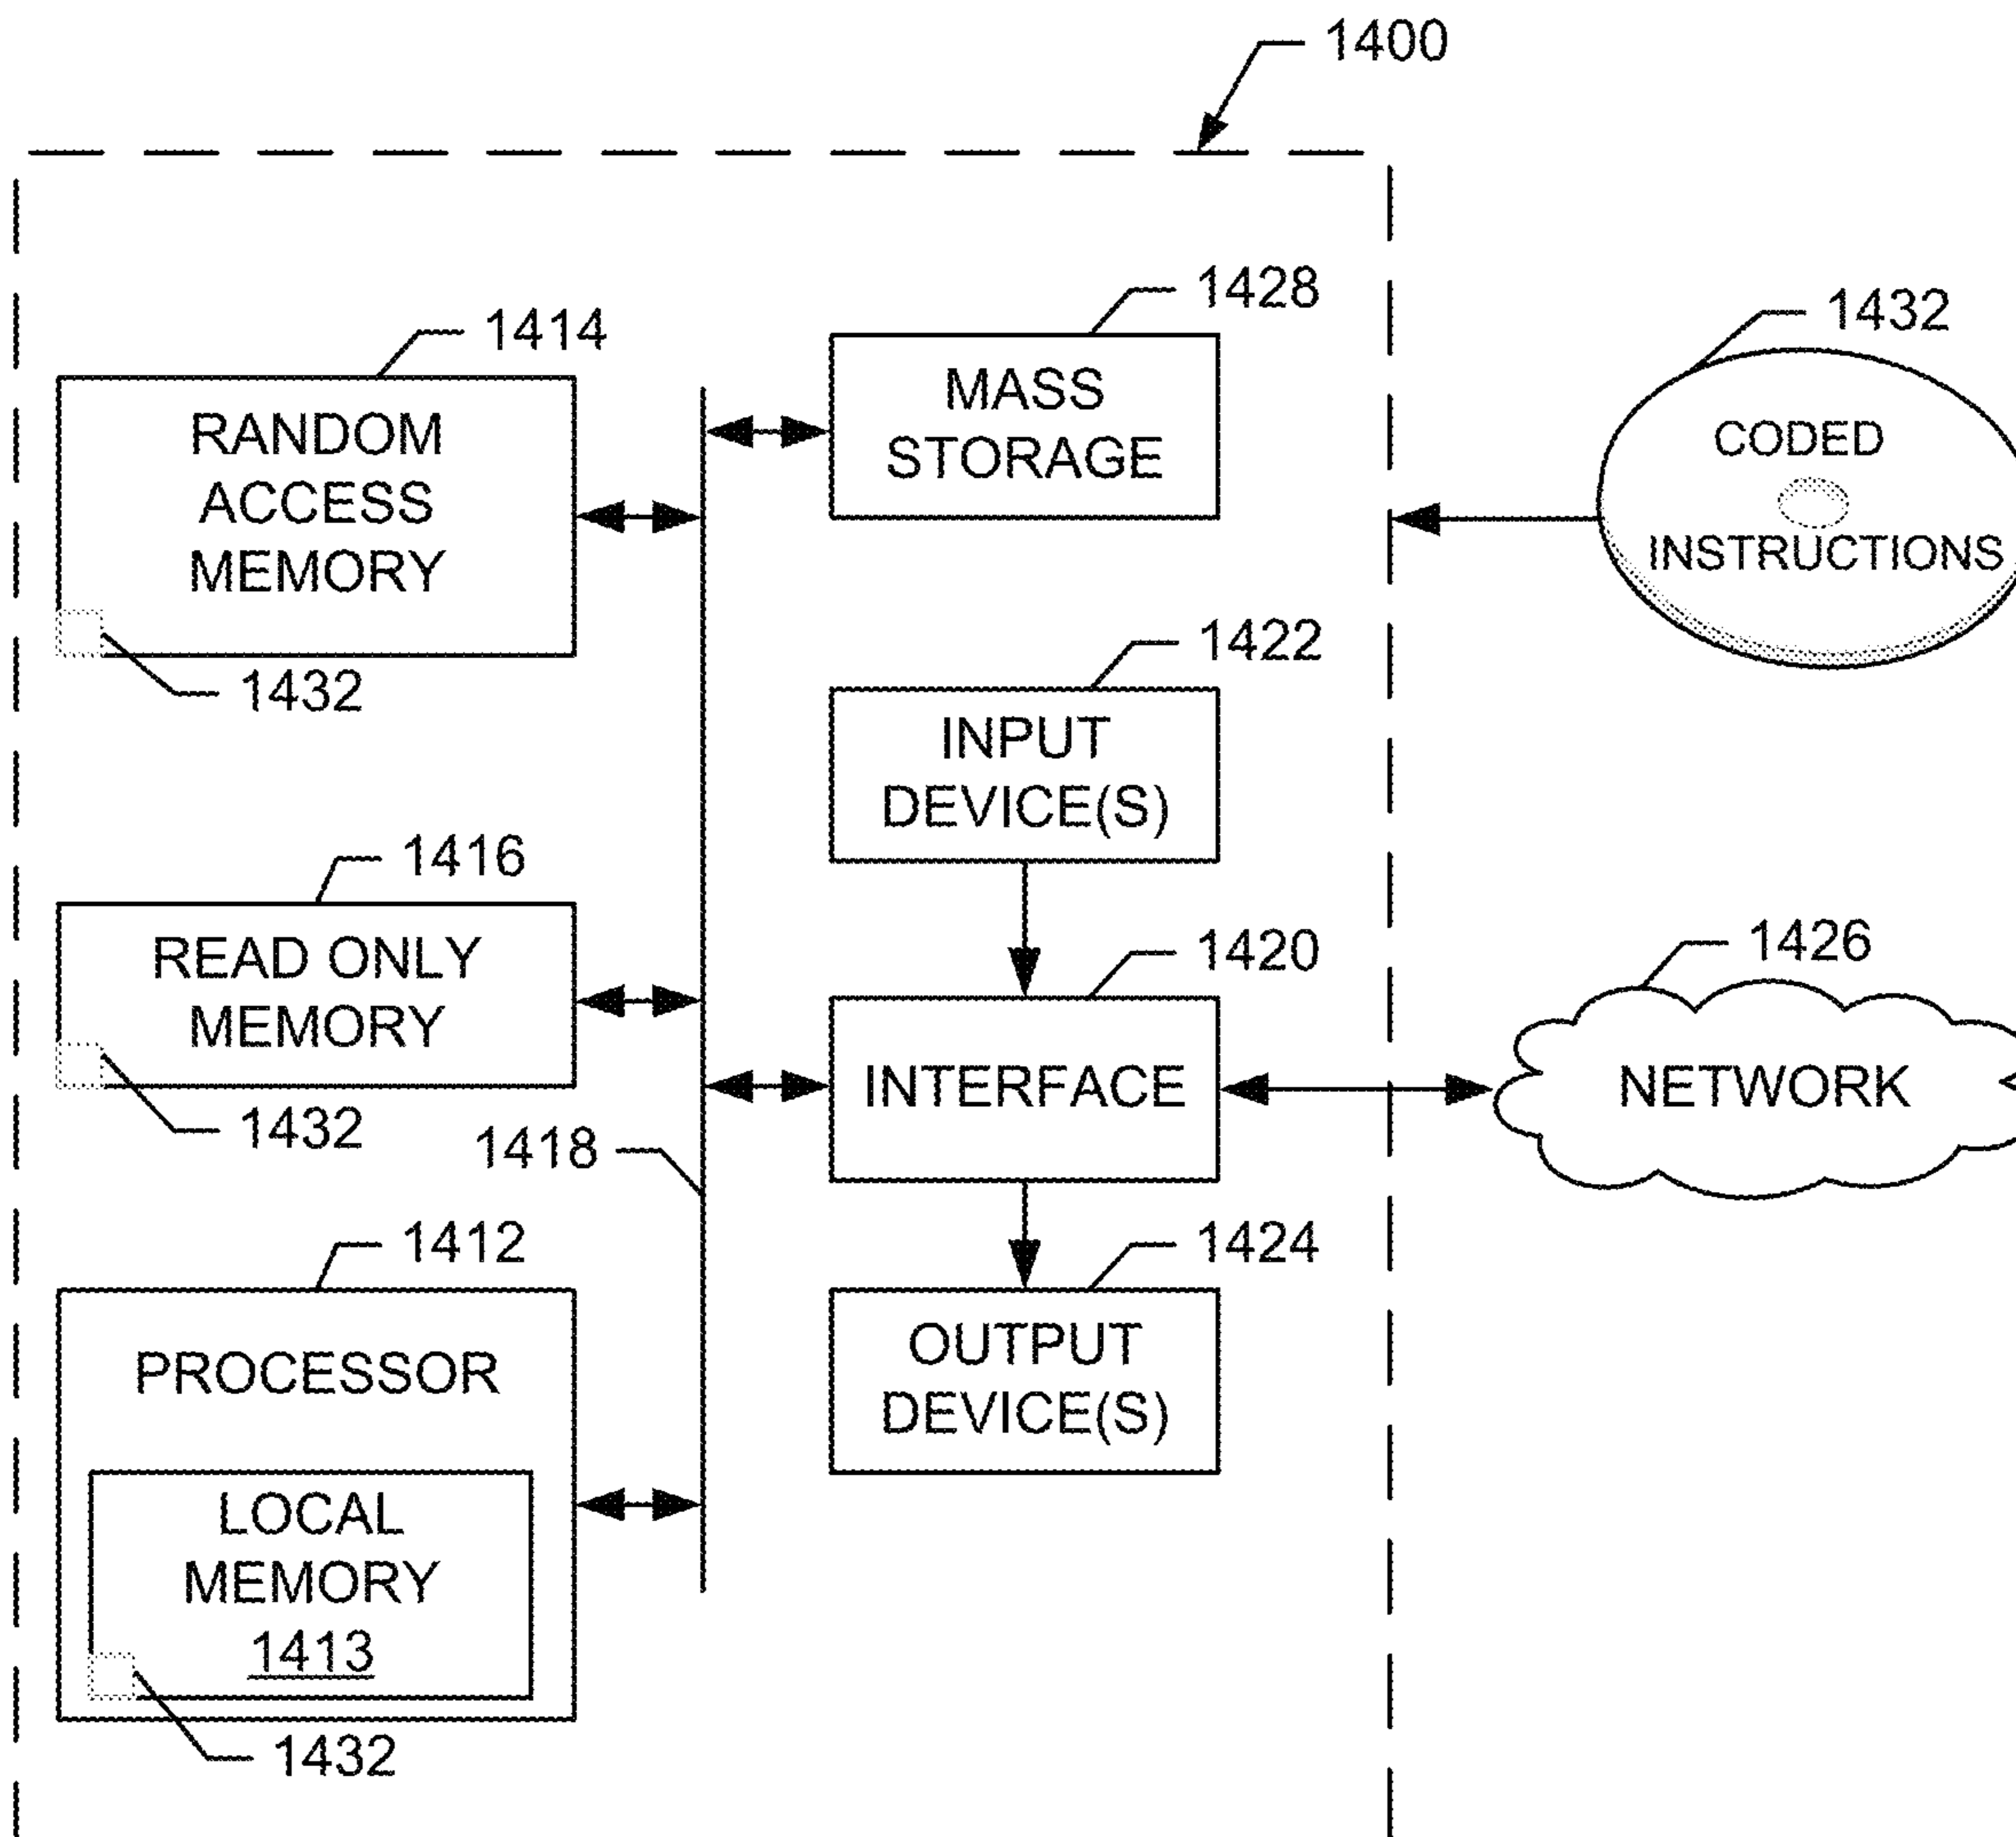 1400
1414
RANDOM
ACCESS
MEMORY
1432
1428
MASS
STORAGE
1432
CODED
INSTRUCTIONS
1422
INPUT
DEVICE(S)
1416
READ ONLY
MEMORY
1432
1418
1420
INTERFACE
1426
NETWORK
1412
PROCESSOR
LOCAL
MEMORY
1413
1432
1424
OUTPUT
DEVICE(S)